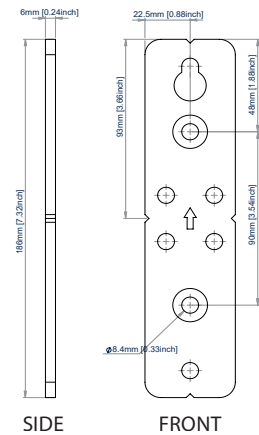 6mm [0.24inch]
22.5mm [0.88inch]
93mm [3.66inch]
48mm [1.88inch]
186mm [7.32inch]
90mm [3.54inch]
ϕ8.4mm [0.33inch]
SIDE FRONT